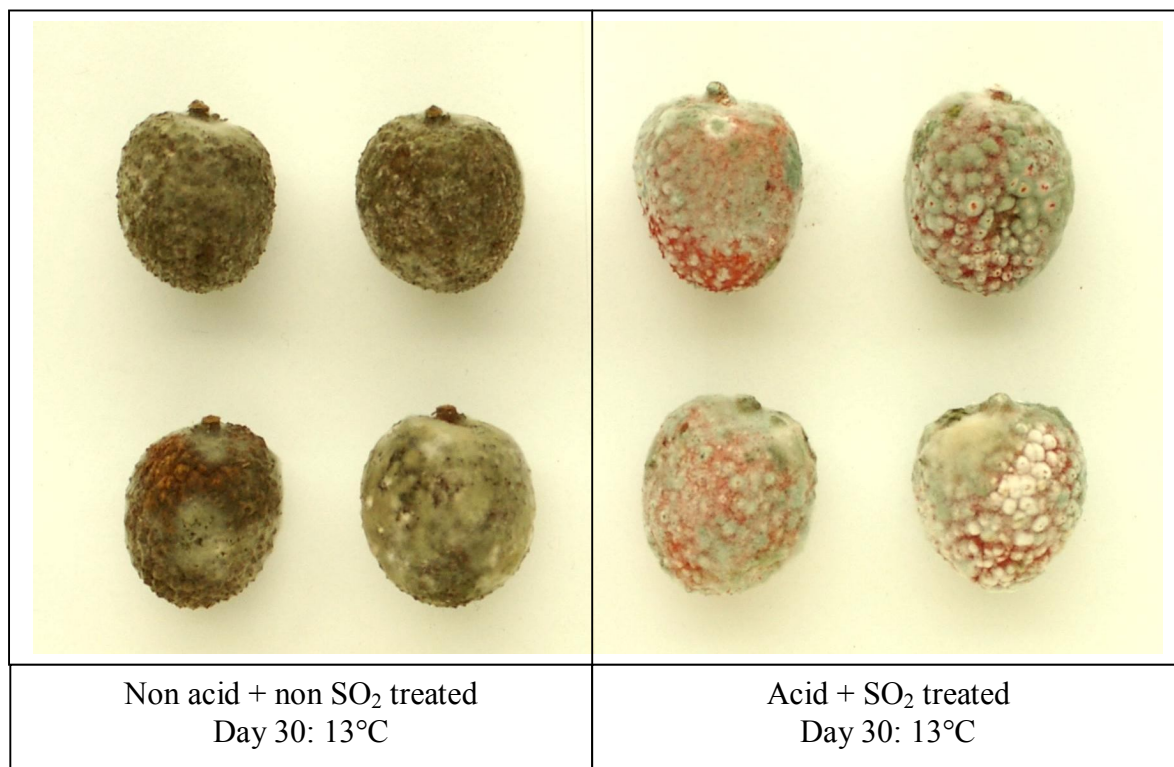 Non acid + non SO₂ treated
Day 30: 13°C
Acid + SO₂ treated
Day 30: 13°C